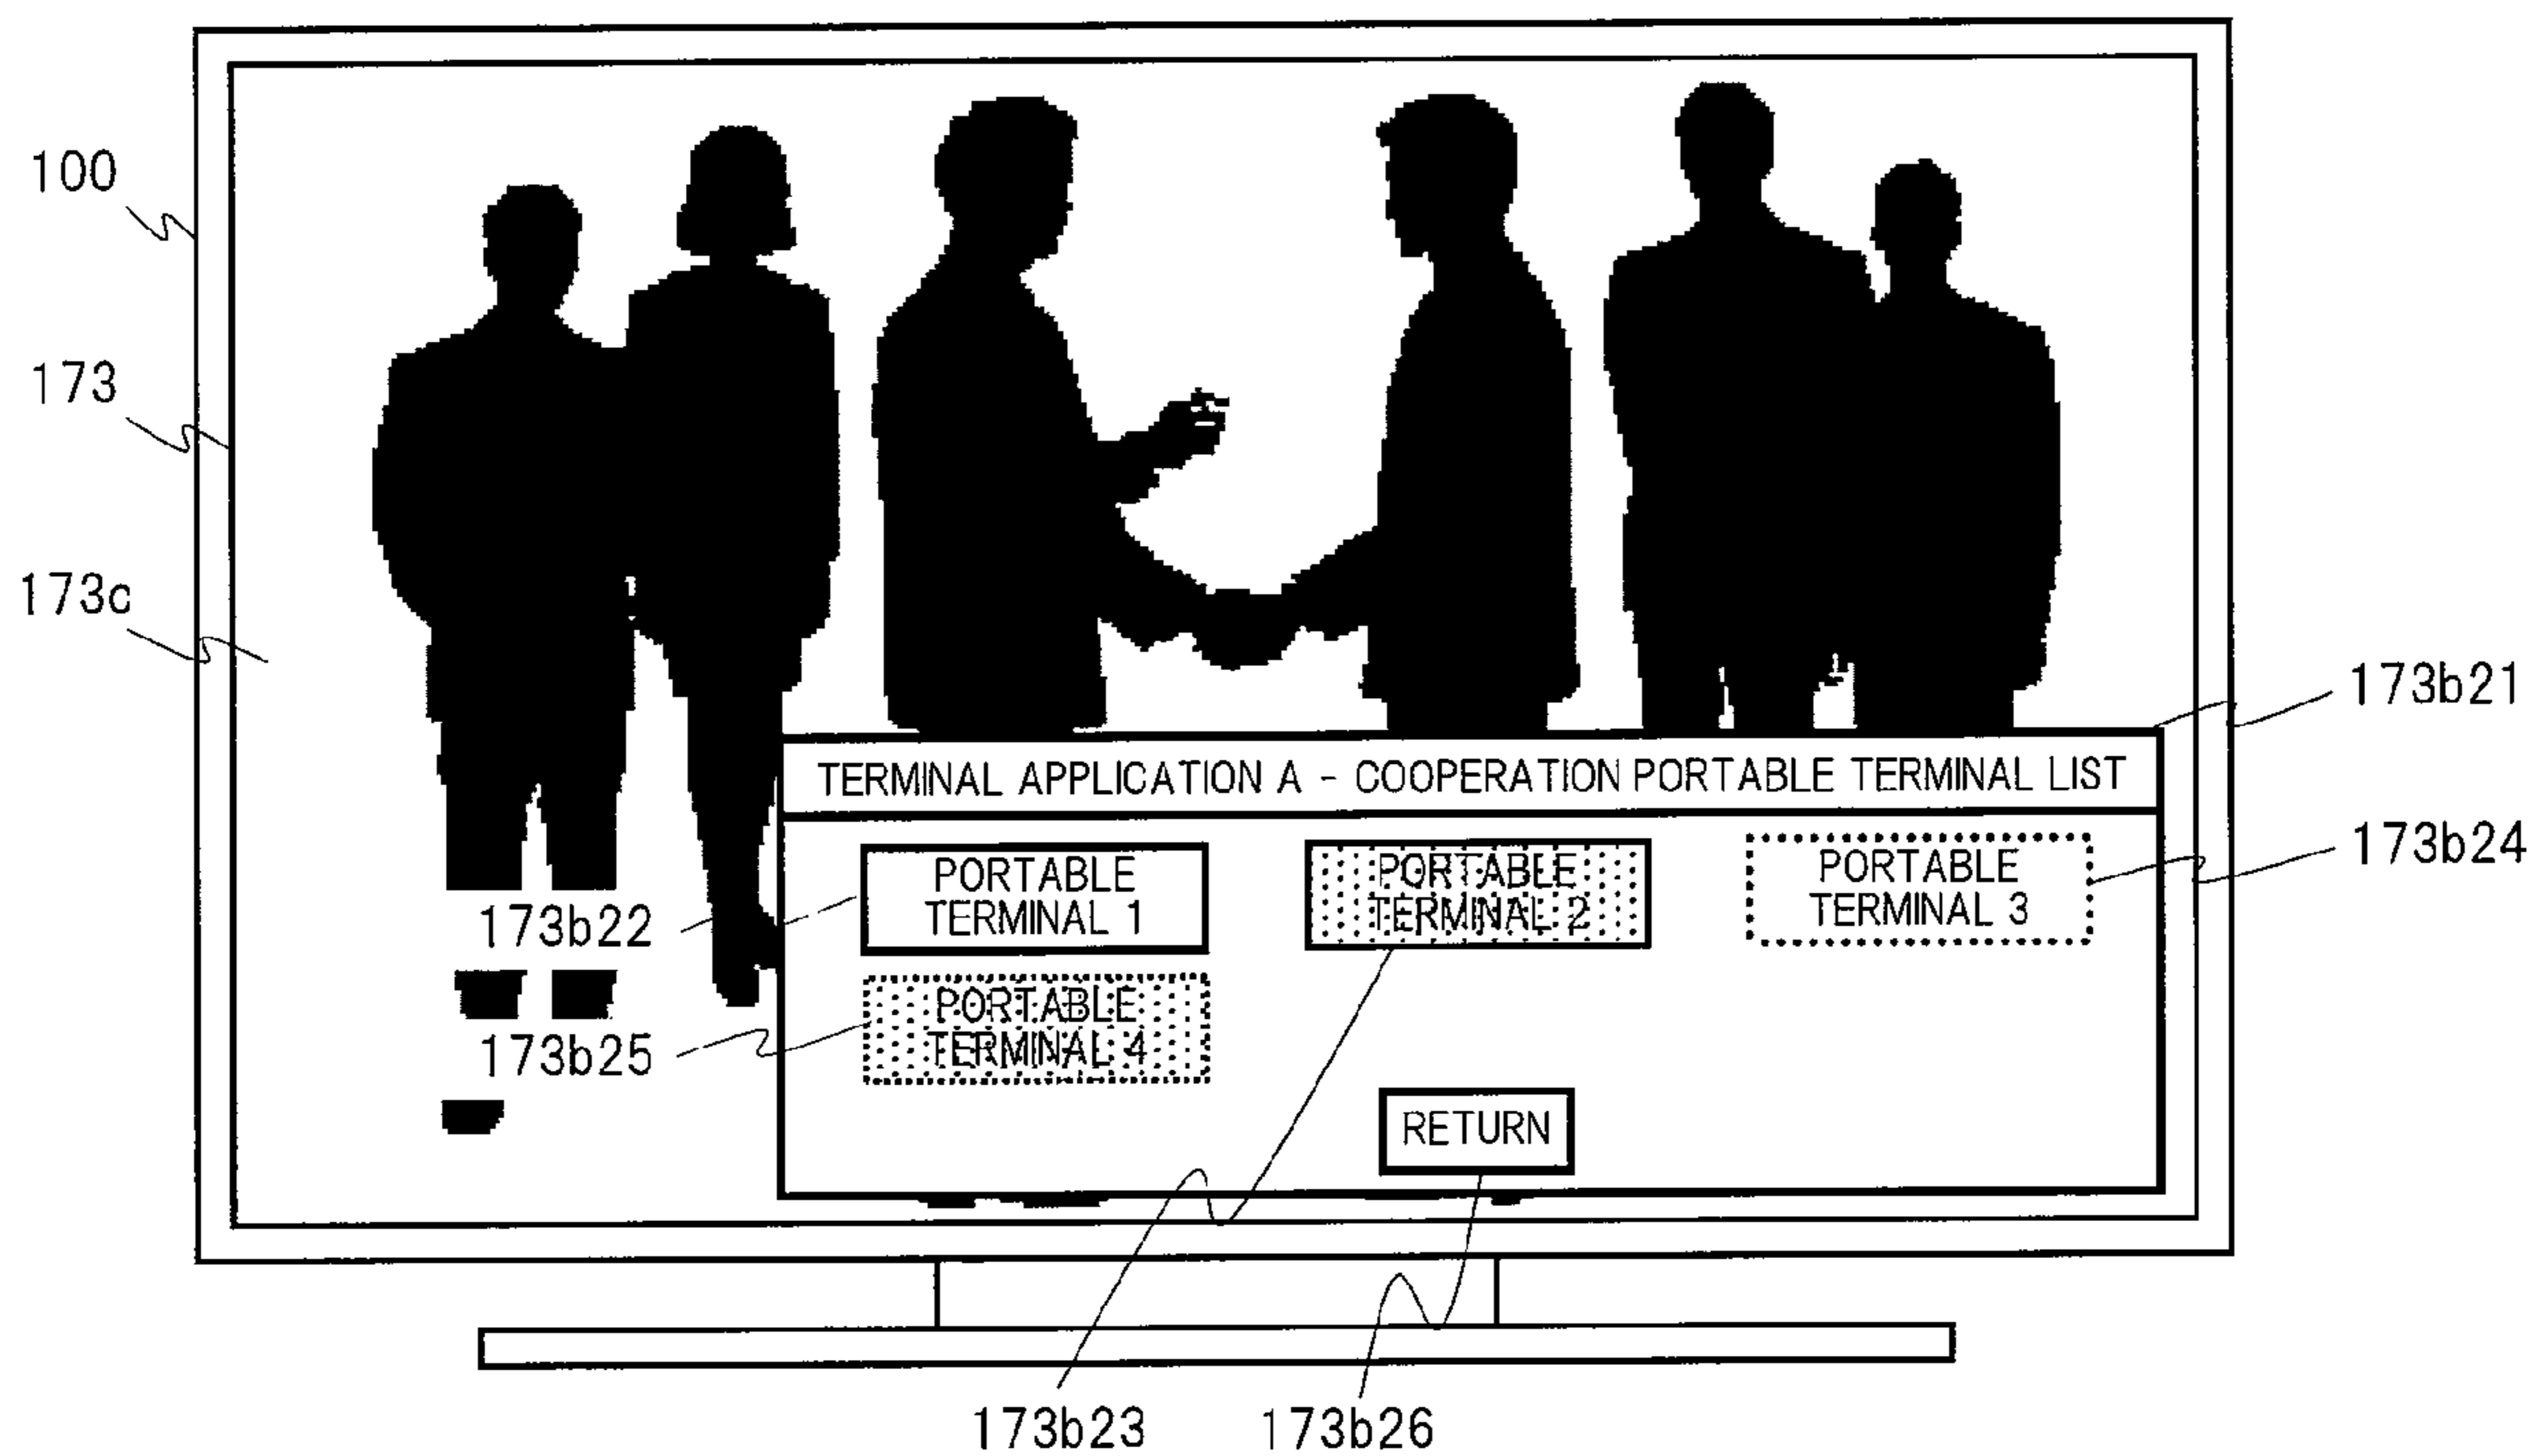 100
173
173c
173b21
TERMINAL APPLICATION A - COOPERATION PORTABLE TERMINAL LIST
173b24
PORTABLE
TERMINAL 1
PORTABLE
TERMINAL 2
PORTABLE
TERMINAL 3
173b22
PORTABLE
TERMINAL 4
173b25
RETURN
173b23
173b26